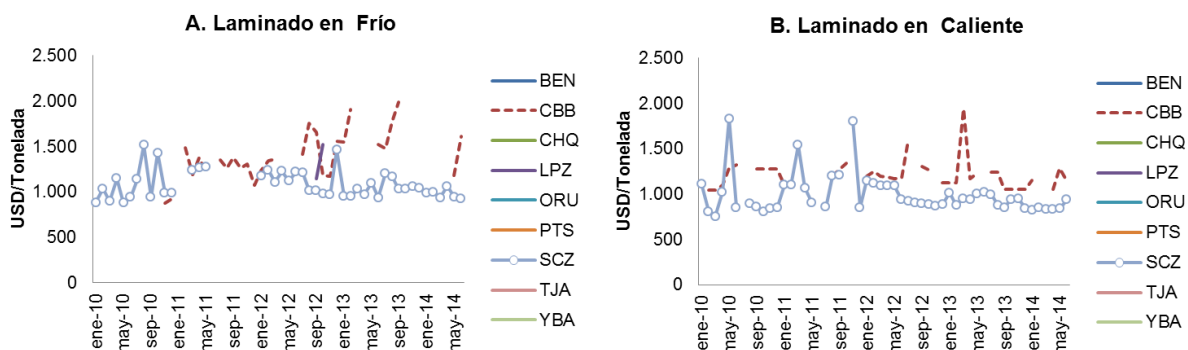 A. Laminado en Frío
USD/Tonelada
2.500
2.000
1.500
1.000
500
0
ene-10
may-10
sep-10
ene-11
may-11
sep-11
ene-12
may-12
sep-12
ene-13
may-13
sep-13
ene-14
may-14
BEN
CBB
CHQ
LPZ
ORU
PTS
SCZ
TJA
YBA
B. Laminado en Caliente
USD/Tonelada
2.500
2.000
1.500
1.000
500
0
ene-10
may-10
sep-10
ene-11
may-11
sep-11
ene-12
may-12
sep-12
ene-13
may-13
sep-13
ene-14
may-14
BEN
CBB
CHQ
LPZ
ORU
PTS
SCZ
TJA
YBA